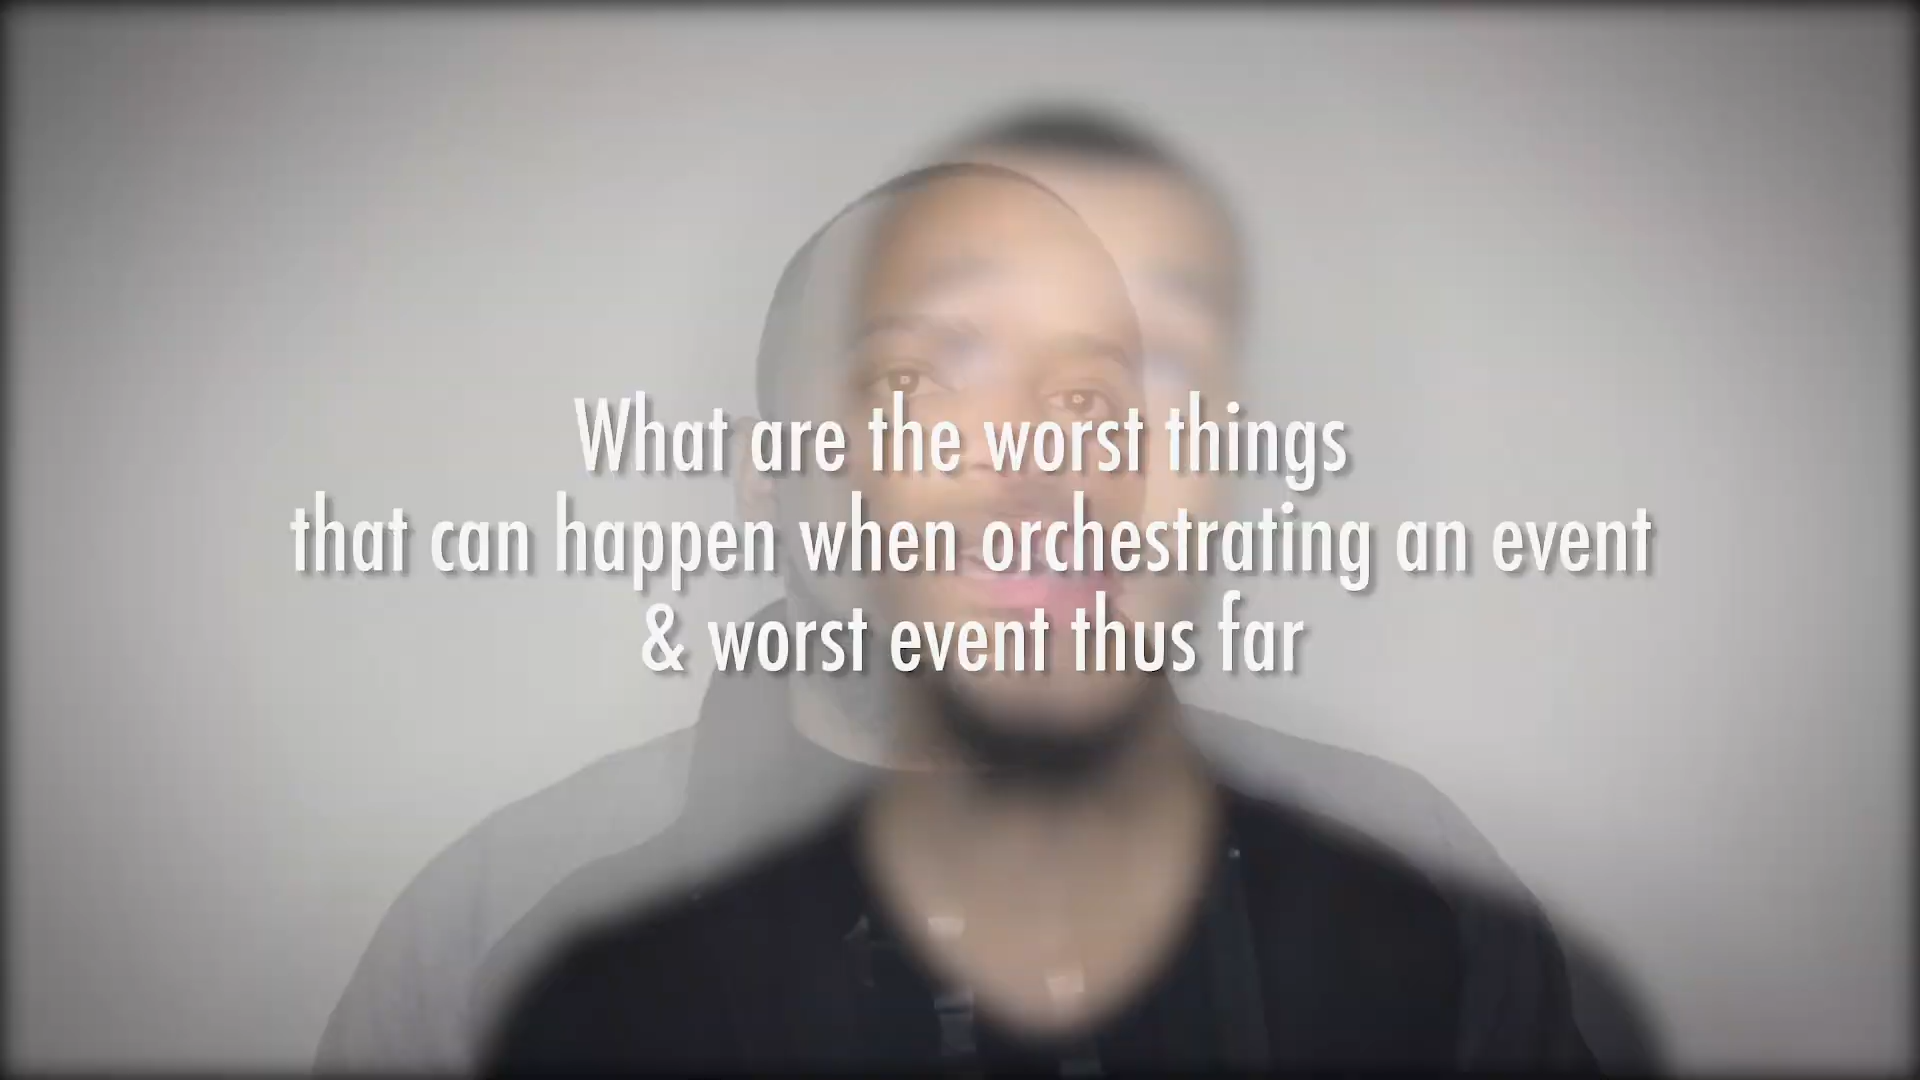 What are the worst things
that can happen when orchestrating an event
& worst event thus far